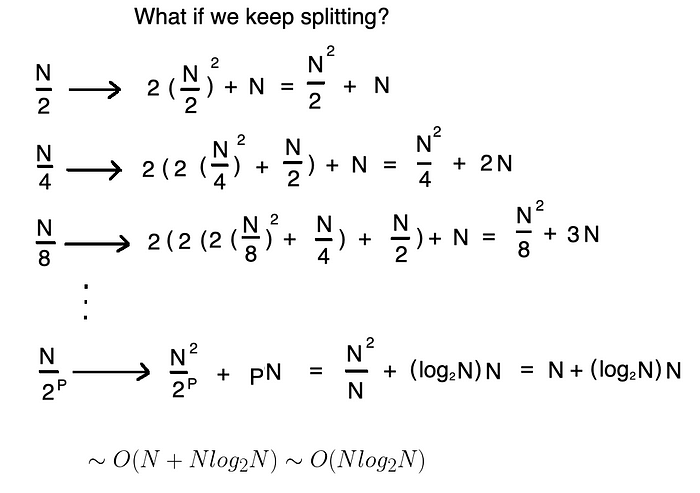 What if we keep splitting?
N/2 ⟶ 2(N/2)² + N = N²/2 + N
N/4 ⟶ 2(2(N/4)² + N/2) + N = N²/4 + 2N
N/8 ⟶ 2(2(2(N/8)² + N/4) + N/2) + N = N²/8 + 3N
⋮
N/2ᴾ ⟶ N²/2ᴾ + PN = N²/N + (log₂N)N = N + (log₂N)N
∼ O(N + Nlog₂N) ∼ O(Nlog₂N)